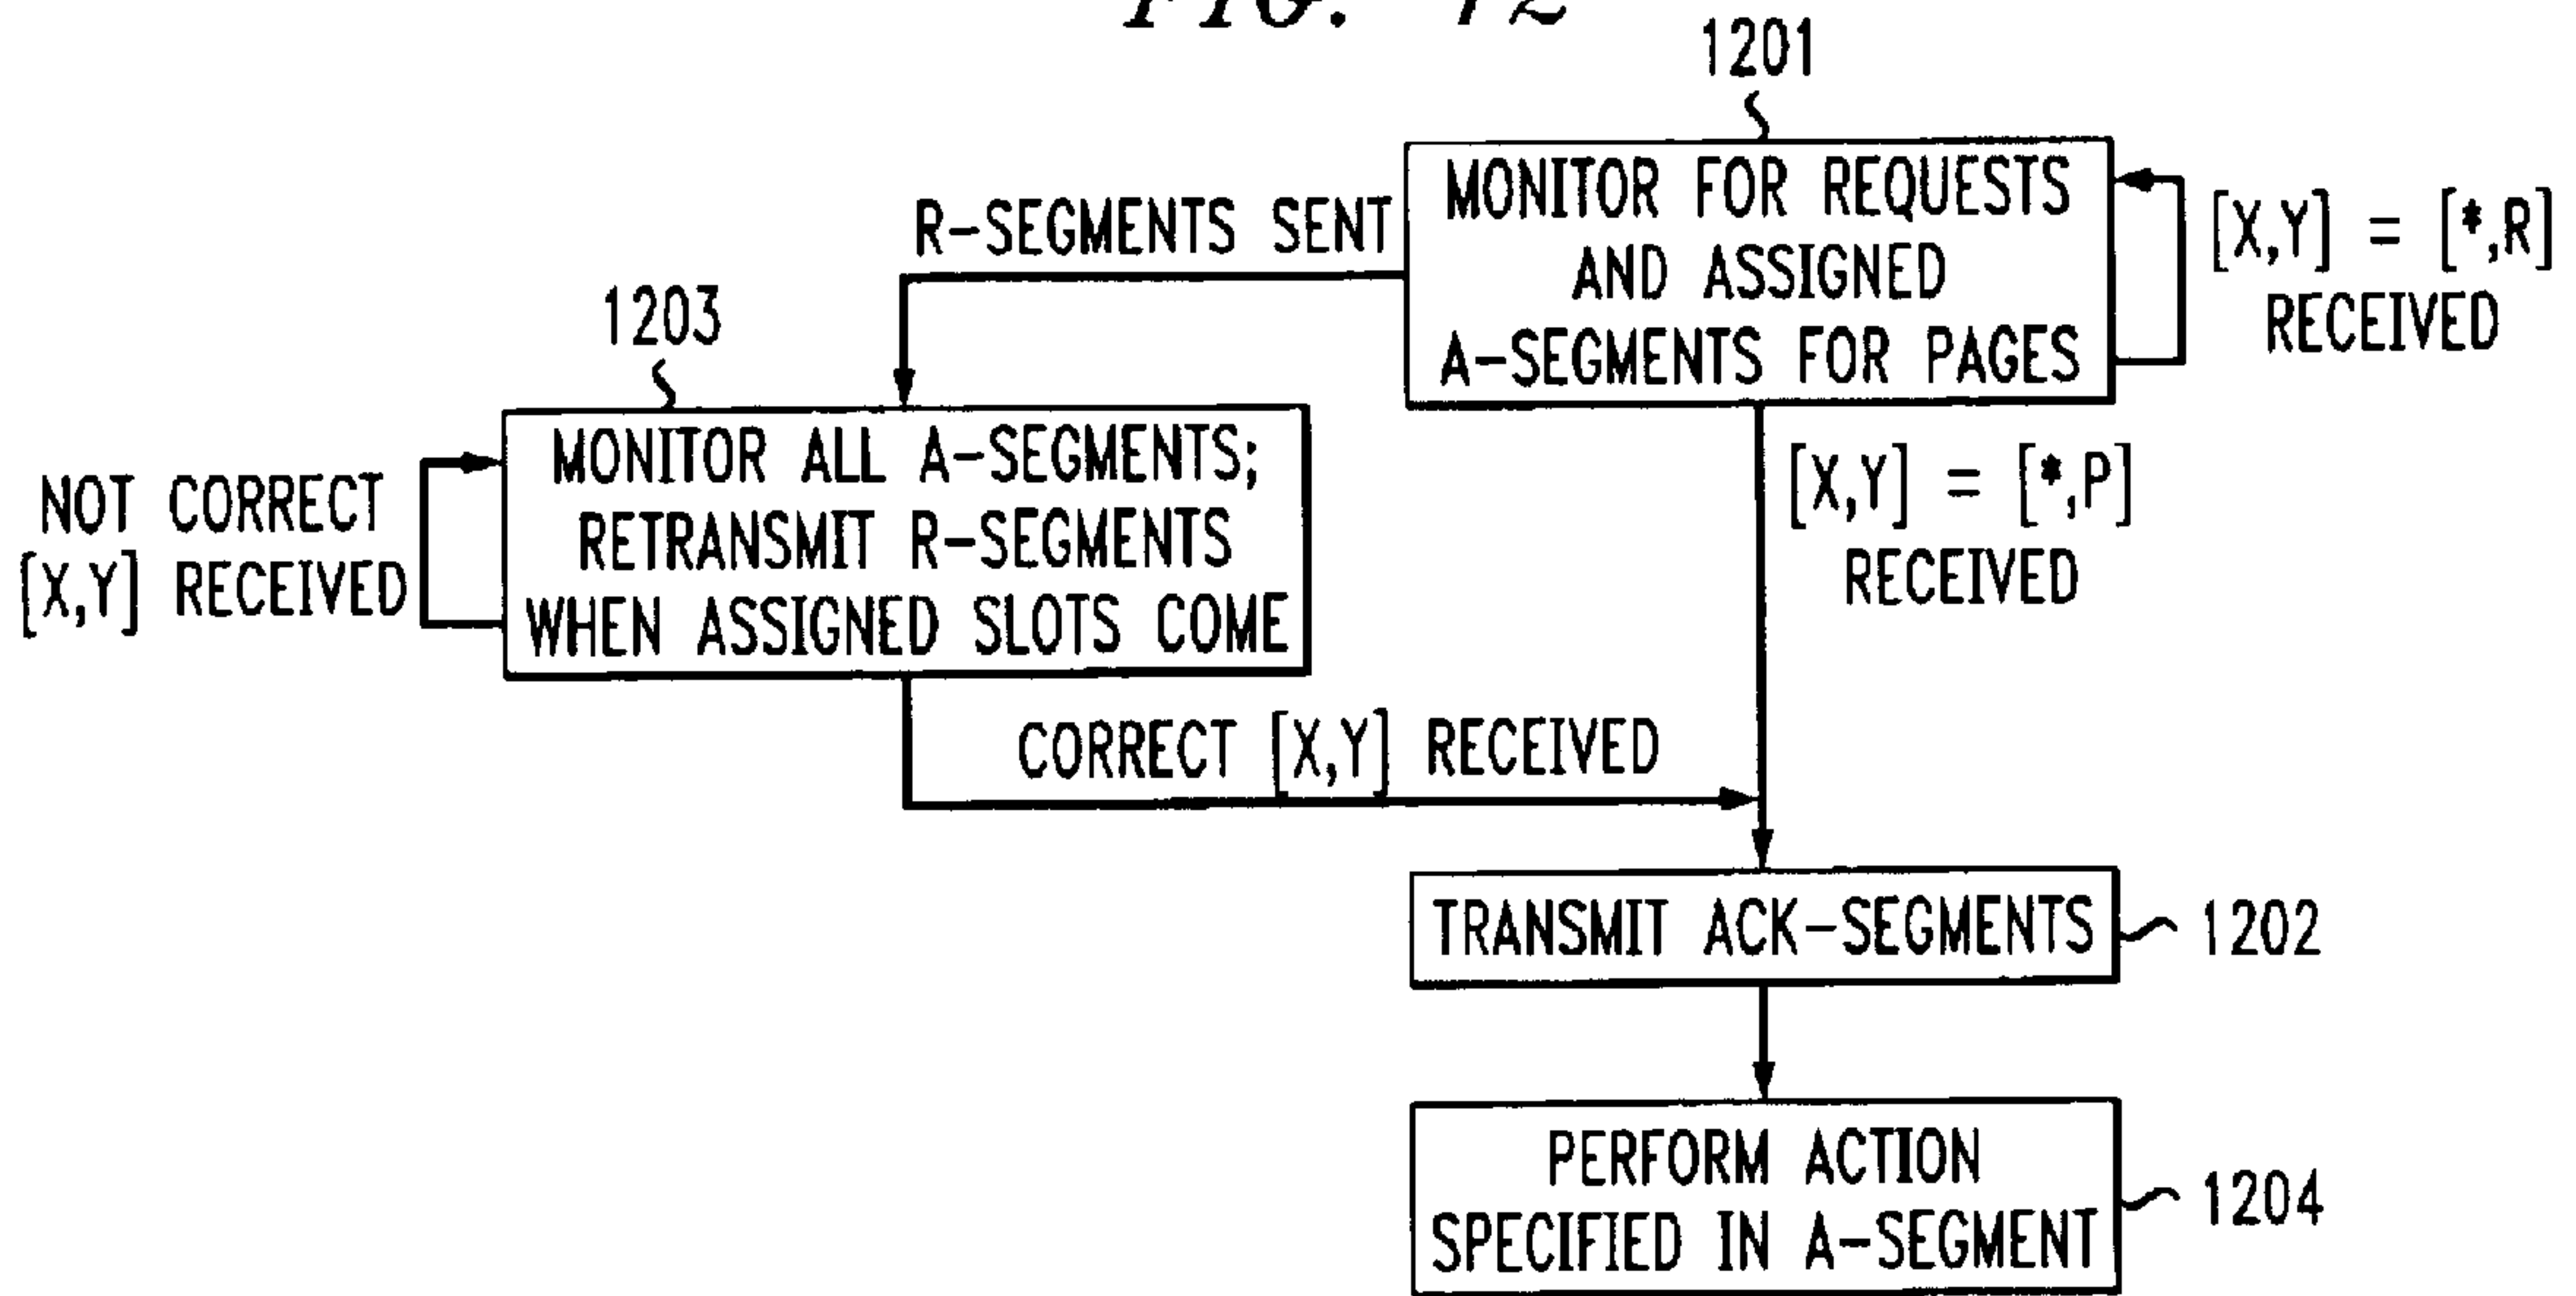 FIG. 12
1201
MONITOR FOR REQUESTS
AND ASSIGNED
A-SEGMENTS FOR PAGES
[X,Y] = [*,R]
RECEIVED
R-SEGMENTS SENT
1203
MONITOR ALL A-SEGMENTS;
RETRANSMIT R-SEGMENTS
WHEN ASSIGNED SLOTS COME
NOT CORRECT
[X,Y] RECEIVED
[X,Y] = [*,P]
RECEIVED
CORRECT [X,Y] RECEIVED
TRANSMIT ACK-SEGMENTS
1202
PERFORM ACTION
SPECIFIED IN A-SEGMENT
1204